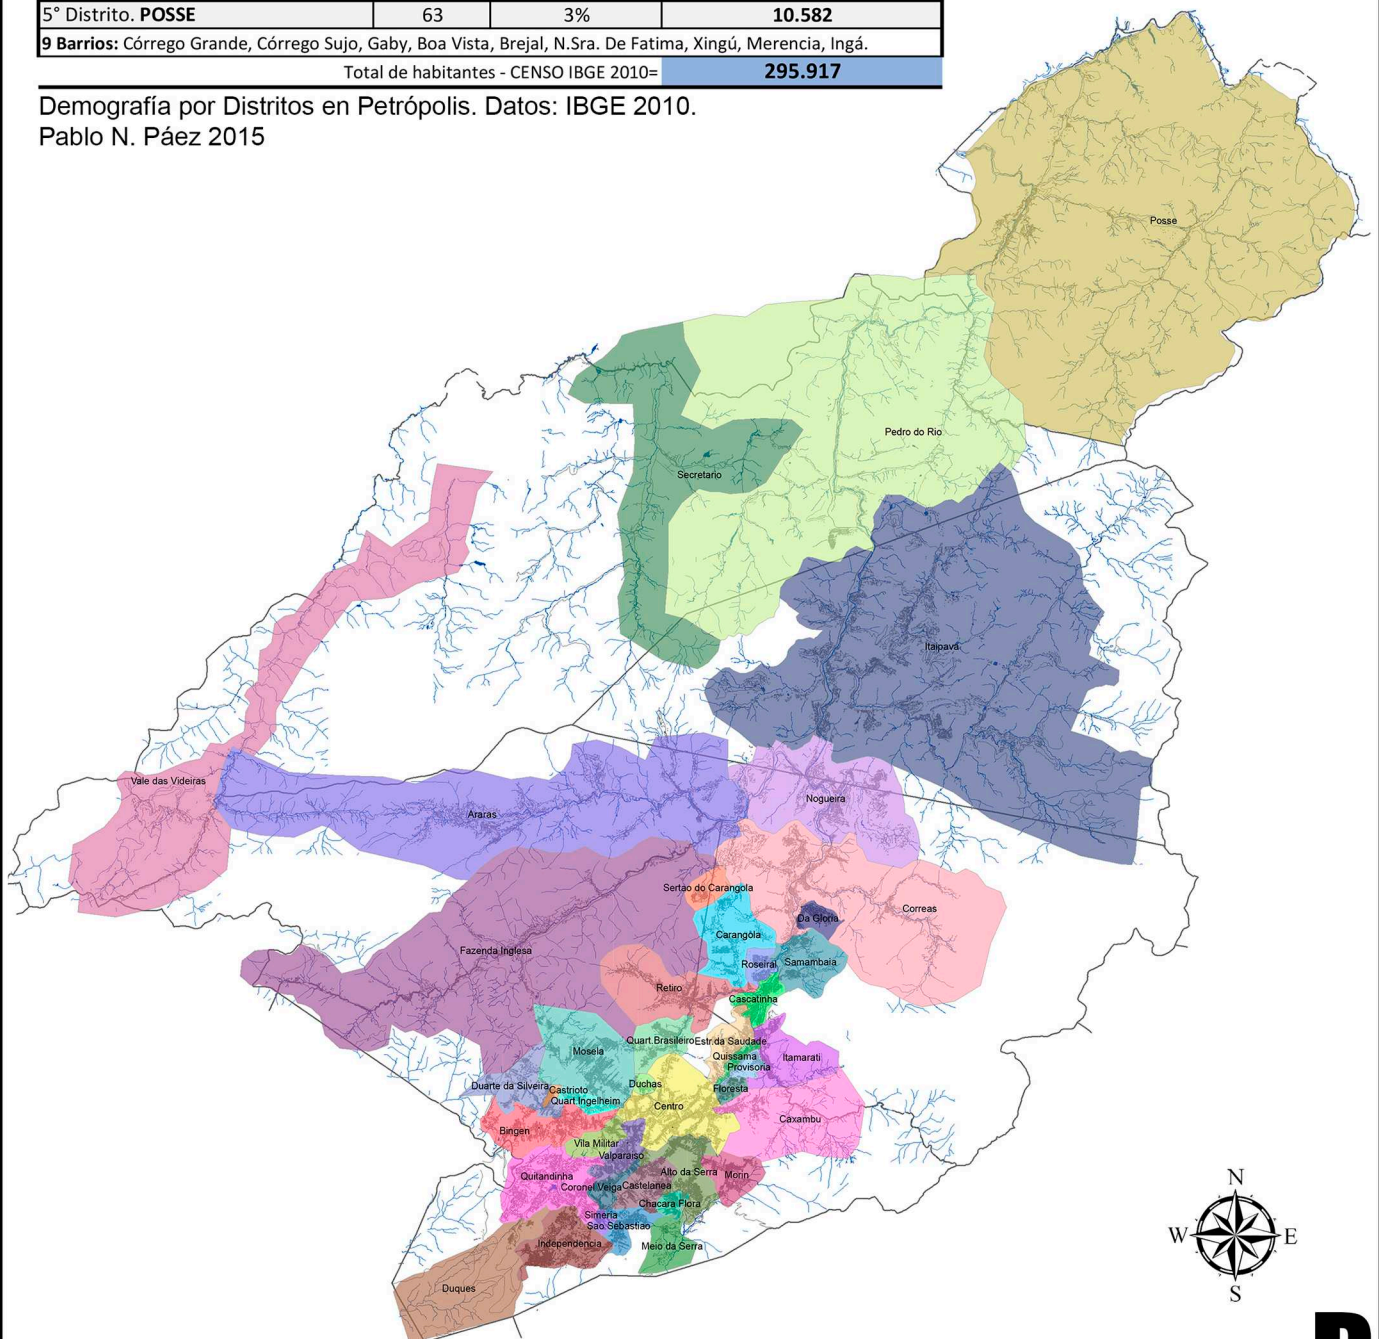 5° Distrito. POSSE 63 3% 10.582
9 Barrios: Córrego Grande, Córrego Sujo, Gaby, Boa Vista, Brejal, N.Sra. De Fatima, Xingú, Merencia, Ingá.
Total de habitantes - CENSO IBGE 2010= 295.917
Demografía por Distritos en Petrópolis. Datos: IBGE 2010.
Pablo N. Páez 2015
Posse
Pedro do Rio
Secretario
Itaipava
Vale das Videiras
Nogueira
Araras
Sertao do Carangola
Correas
Da Gloria
Carangola
Fazenda Inglesa
Roseiral
Samambaia
Retiro
Cascatinha
Quart.Brasileiro
Estr.da Saudade
Mosela
Quissama
Itamarati
Provisoria
Duarte da Silveira
Duchas
Castrioto
Floresta
Quart.Ingelheim
Centro
Caxambu
Bingen
Vila Militar
Valparaiso
Alto da Serra
Morin
Quitandinha
Coronel Veiga
Castelanea
Chacara Flora
Simeria
Sao Sebastiao
Independencia
Meio da Serra
Duques
N
W
E
S